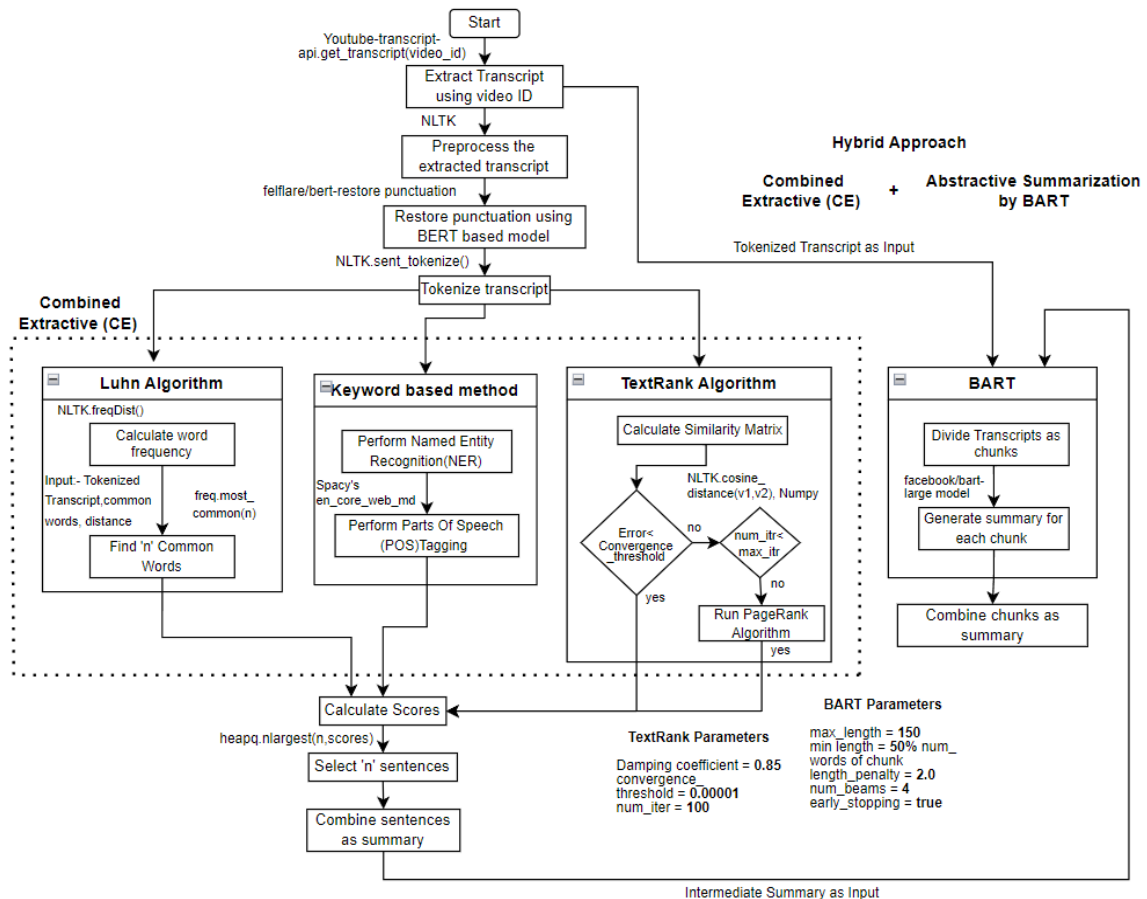 Start
Youtube-transcript-
api.get_transcript(video_id)
Extract Transcript
using video ID
NLTK
Preprocess the
extracted transcript
felflare/bert-restore punctuation
Restore punctuation using
BERT based model
NLTK.sent_tokenize()
Tokenize transcript
Hybrid Approach
Combined
Extractive (CE)
+
Abstractive Summarization
by BART
Tokenized Transcript as Input
Combined
Extractive (CE)
Luhn Algorithm
NLTK.freqDist()
Calculate word
frequency
Input:- Tokenized
Transcript,common
words, distance
freq.most_
common(n)
Find 'n' Common
Words
Keyword based method
Perform Named Entity
Recognition(NER)
Spacy's
en_core_web_md
Perform Parts Of Speech
(POS)Tagging
TextRank Algorithm
Calculate Similarity Matrix
NLTK.cosine_
distance(v1,v2), Numpy
Error<
Convergence
_threshold
no
num_itr<
max_itr
yes
no
Run PageRank
Algorithm
yes
BART
Divide Transcripts as
chunks
facebook/bart-
large model
Generate summary for
each chunk
Combine chunks as
summary
Calculate Scores
heapq.nlargest(n,scores)
Select 'n' sentences
Combine sentences
as summary
TextRank Parameters
Damping coefficient = 0.85
convergence_
threshold = 0.00001
num_iter = 100
BART Parameters
max_length = 150
min length = 50% num_
words of chunk
length_penalty = 2.0
num_beams = 4
early_stopping = true
Intermediate Summary as Input